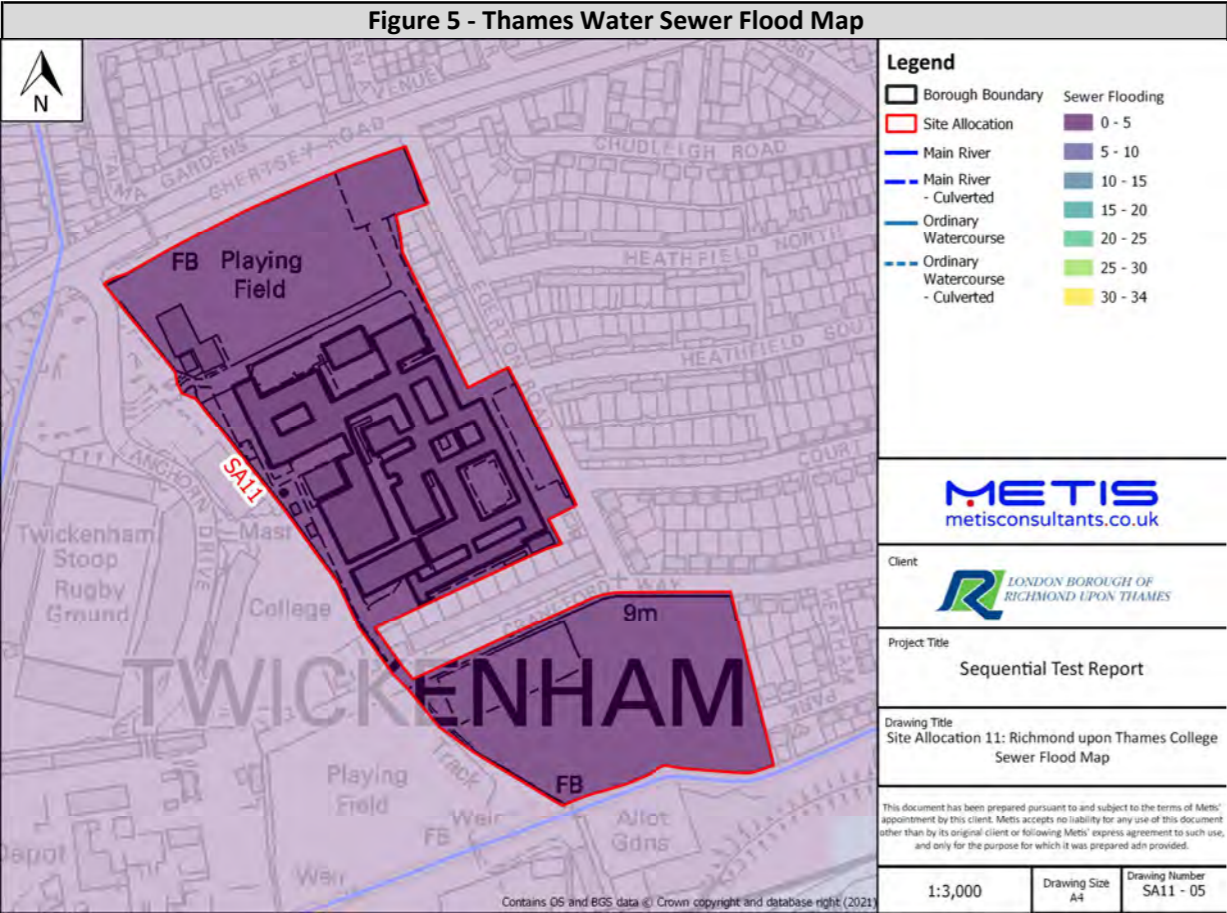 Figure 5 - Thames Water Sewer Flood Map
N
AVENUE
GARDENS
CHERTSEY ROAD
CHUDLEIGH ROAD
FB Playing
Field
HEATHFIELD NORTH
EGERTON ROAD
HEATHFIELD SOUTH
COURT
SA11
LANGHORN DRIVE
Twickenham
Stoop
Rugby
Ground
Mast
College
CRANEFORD WAY
9m
TWICKENHAM
PARK
Track
Playing
Field
FB
Weir
FB
Allot
Gdns
Depot
Contains OS and BGS data © Crown copyright and database right (2021)
Legend
Borough Boundary
Site Allocation
Main River
Main River
- Culverted
Ordinary
Watercourse
Ordinary
Watercourse
- Culverted
Sewer Flooding
0 - 5
5 - 10
10 - 15
15 - 20
20 - 25
25 - 30
30 - 34
METIS
metisconsultants.co.uk
Client
LONDON BOROUGH OF
RICHMOND UPON THAMES
Project Title
Sequential Test Report
Drawing Title
Site Allocation 11: Richmond upon Thames College
Sewer Flood Map
This document has been prepared pursuant to and subject to the terms of Metis'
appointment by this client. Metis accepts no liability for any use of this document
other than by its original client or following Metis' express agreement to such use,
and only for the purpose for which it was prepared adn provided.
1:3,000
Drawing Size
A4
Drawing Number
SA11 - 05